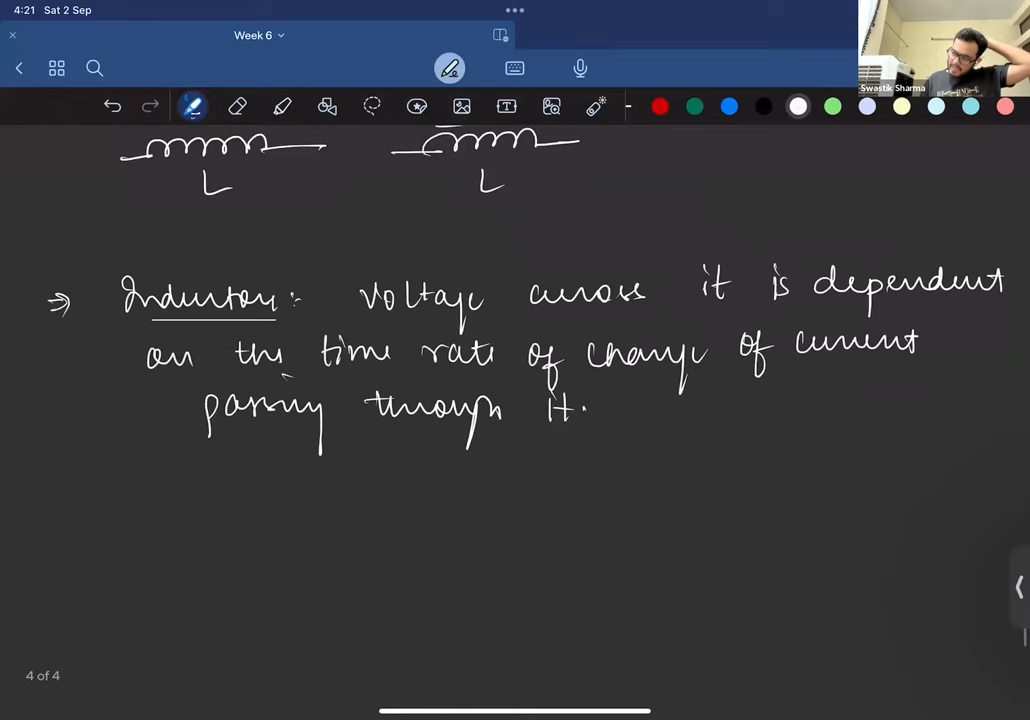 4:21 Sat 2 Sep
Week 6
Swastik Sharma
L L
⇒ Inductor: Voltage across it is dependent
on the time rate of change of current
passing through it.
4 of 4